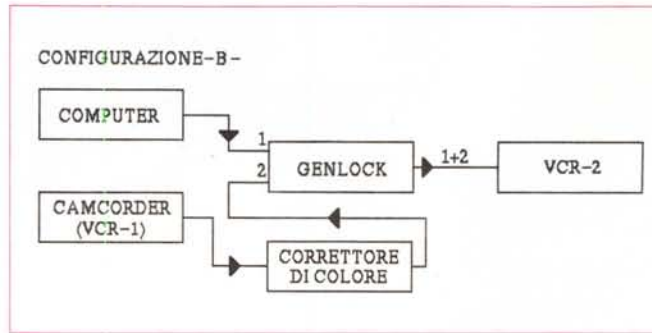 CONFIGURAZIONE-B-
COMPUTER
1
2
GENLOCK
1+2
VCR-2
CAMCORDER
(VCR-1)
CORRETTORE
DI COLORE